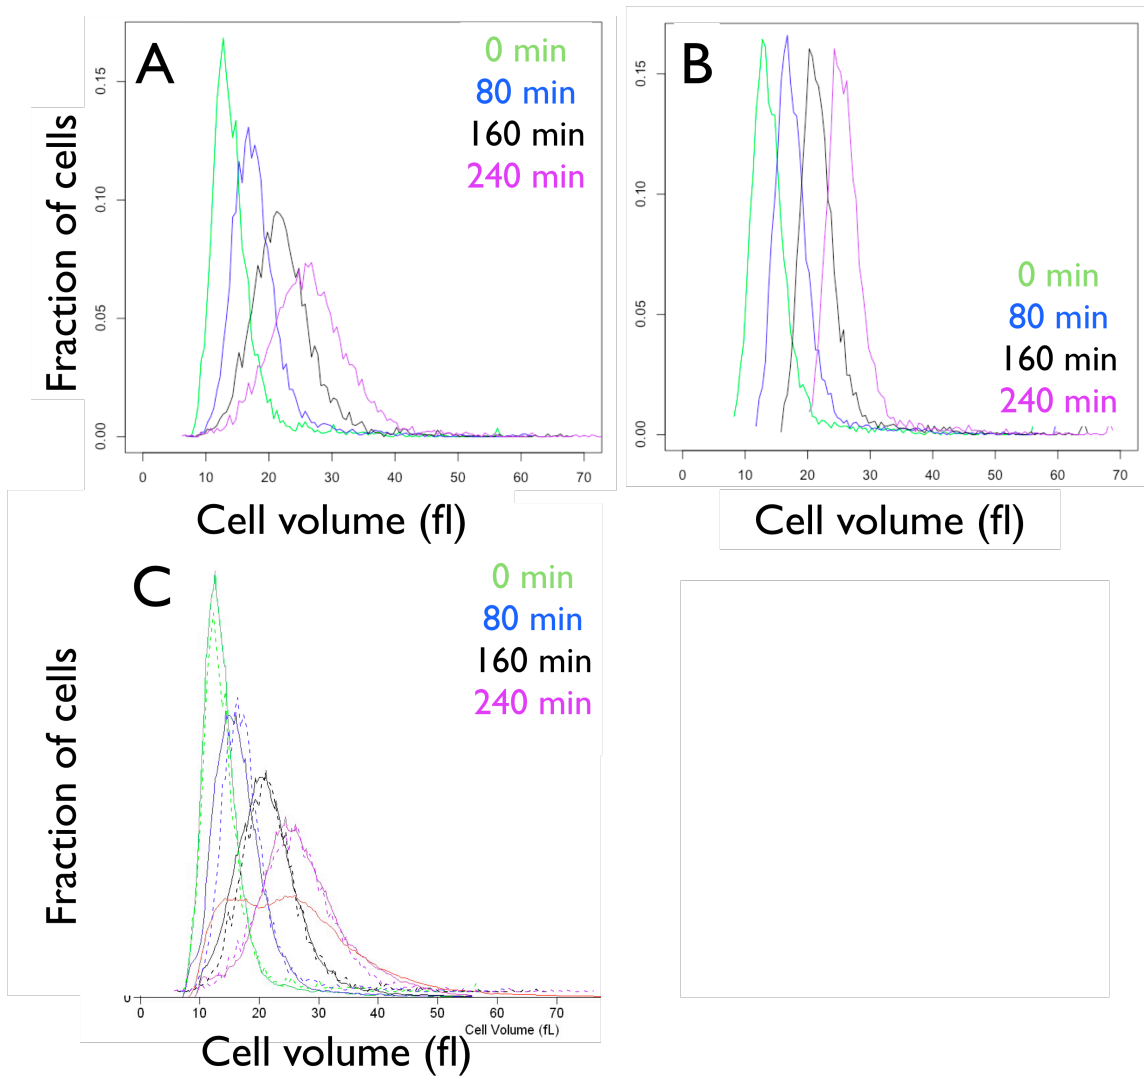 A
0 min
80 min
160 min
240 min
Fraction of cells
0.15
0.10
0.05
0.00
0 10 20 30 40 50 60 70
Cell volume (fl)
B
0.15
0.10
0.05
0.00
0 min
80 min
160 min
240 min
0 10 20 30 40 50 60 70
Cell volume (fl)
C
0 min
80 min
160 min
240 min
Fraction of cells
0
0 10 20 30 40 50 60 70
Cell Volume (fL)
Cell volume (fl)